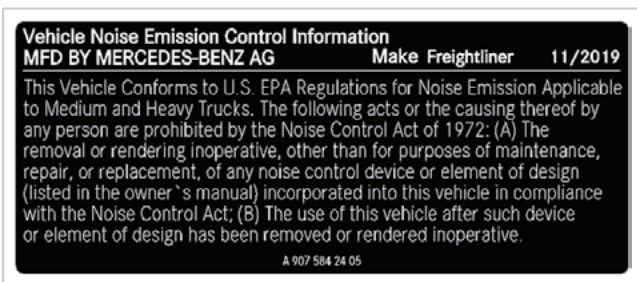 Vehicle Noise Emission Control Information
MFD BY MERCEDES-BENZ AG Make Freightliner 11/2019
This Vehicle Conforms to U.S. EPA Regulations for Noise Emission Applicable
to Medium and Heavy Trucks. The following acts or the causing thereof by
any person are prohibited by the Noise Control Act of 1972: (A) The
removal or rendering inoperative, other than for purposes of maintenance,
repair, or replacement, of any noise control device or element of design
(listed in the owner`s manual) incorporated into this vehicle in compliance
with the Noise Control Act; (B) The use of this vehicle after such device
or element of design has been removed or rendered inoperative.
A 907 584 24 05